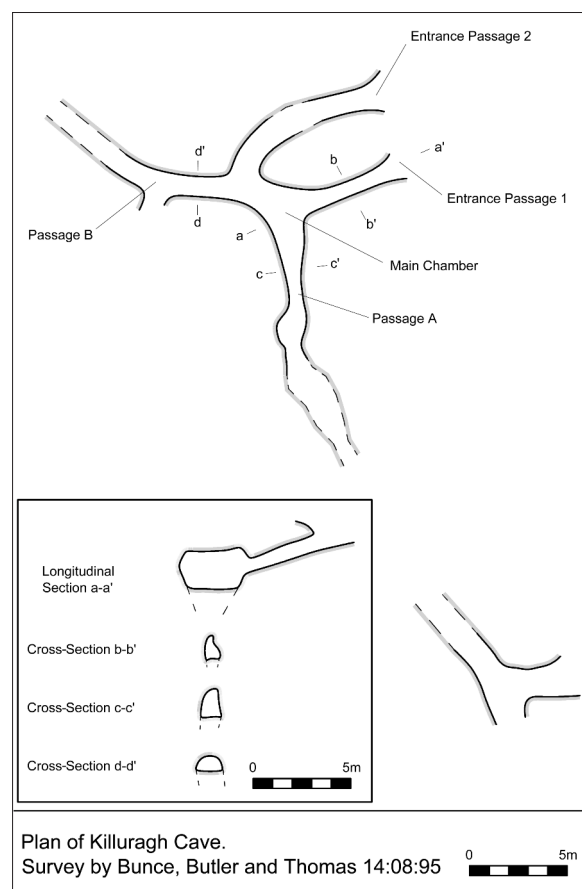 Entrance Passage 2
d'
b
a'
Entrance Passage 1
Passage B
d
a
b'
Main Chamber
c
c'
Passage A
Longitudinal
Section a-a'
Cross-Section b-b'
Cross-Section c-c'
Cross-Section d-d'
0 5m
Plan of Killuragh Cave.
Survey by Bunce, Butler and Thomas 14:08:95
0 5m